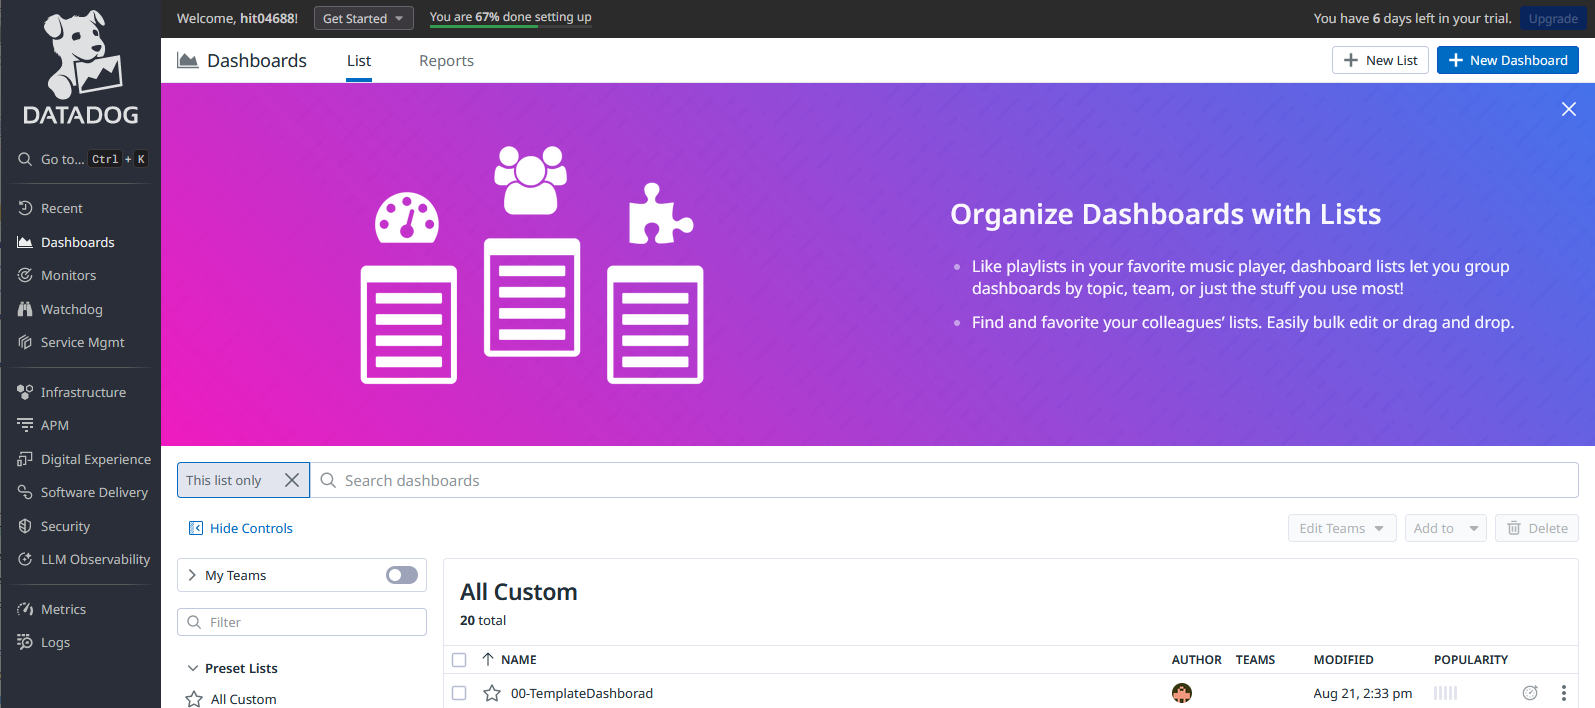 DATADOG
Go to... Ctrl + K
Recent
Dashboards
Monitors
Watchdog
Service Mgmt
Infrastructure
APM
Digital Experience
Software Delivery
Security
LLM Observability
Metrics
Logs
Welcome, hit04688! Get Started You are 67% done setting up You have 6 days left in your trial. Upgrade
Dashboards List Reports New List New Dashboard
Organize Dashboards with Lists
• Like playlists in your favorite music player, dashboard lists let you group
dashboards by topic, team, or just the stuff you use most!
• Find and favorite your colleagues’ lists. Easily bulk edit or drag and drop.
This list only Search dashboards
Hide Controls Edit Teams Add to Delete
My Teams
Filter
Preset Lists
All Custom
All Custom
20 total
NAME AUTHOR TEAMS MODIFIED POPULARITY
00-TemplateDashborad Aug 21, 2:33 pm